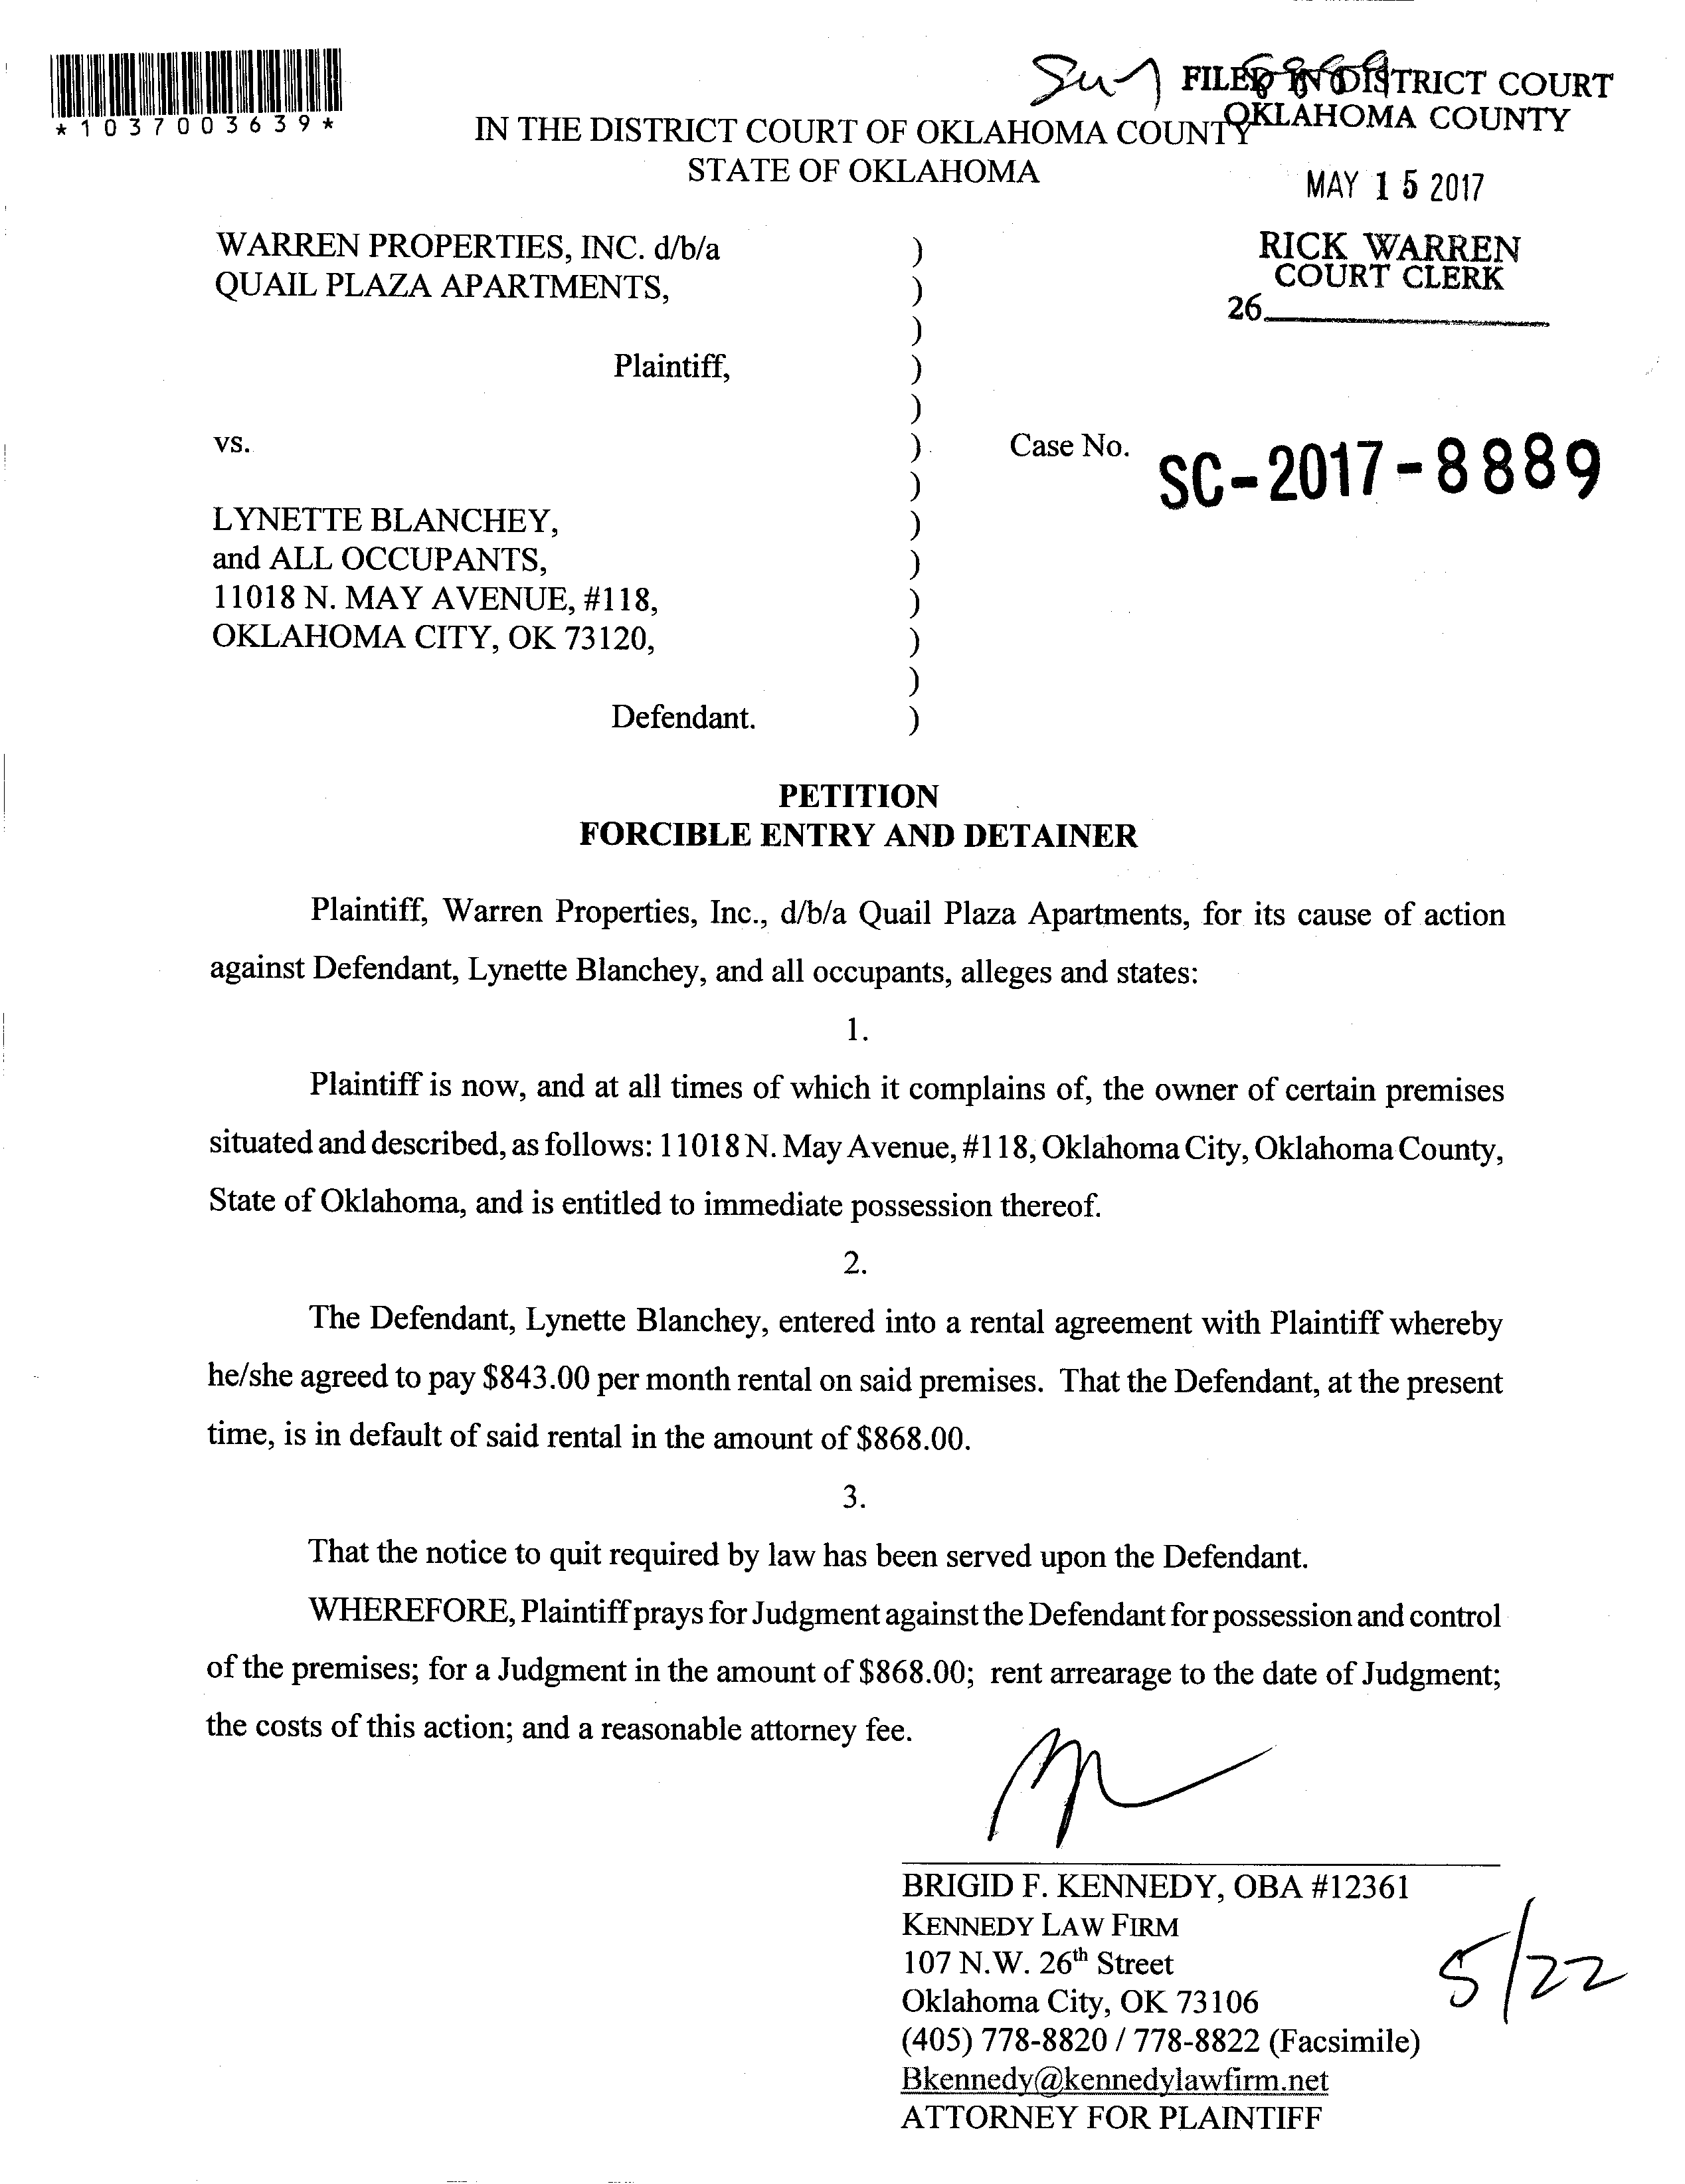 *1037003639*
FILED IN DISTRICT COURT
OKLAHOMA COUNTY
IN THE DISTRICT COURT OF OKLAHOMA COUNTY
STATE OF OKLAHOMA
MAY 15 2017
RICK WARREN
COURT CLERK
26
WARREN PROPERTIES, INC. d/b/a )
QUAIL PLAZA APARTMENTS, )
)
Plaintiff, )
)
vs. ) Case No. SC-2017-8889
)
LYNETTE BLANCHEY, )
and ALL OCCUPANTS, )
11018 N. MAY AVENUE, #118, )
OKLAHOMA CITY, OK 73120, )
)
Defendant. )
PETITION
FORCIBLE ENTRY AND DETAINER
Plaintiff, Warren Properties, Inc., d/b/a Quail Plaza Apartments, for its cause of action
against Defendant, Lynette Blanchey, and all occupants, alleges and states:
1.
Plaintiff is now, and at all times of which it complains of, the owner of certain premises
situated and described, as follows: 11018 N. May Avenue, #118, Oklahoma City, Oklahoma County,
State of Oklahoma, and is entitled to immediate possession thereof.
2.
The Defendant, Lynette Blanchey, entered into a rental agreement with Plaintiff whereby
he/she agreed to pay $843.00 per month rental on said premises. That the Defendant, at the present
time, is in default of said rental in the amount of $868.00.
3.
That the notice to quit required by law has been served upon the Defendant.
WHEREFORE, Plaintiff prays for Judgment against the Defendant for possession and control
of the premises; for a Judgment in the amount of $868.00; rent arrearage to the date of Judgment;
the costs of this action; and a reasonable attorney fee.
BRIGID F. KENNEDY, OBA #12361
KENNEDY LAW FIRM
107 N.W. 26th Street
Oklahoma City, OK 73106
(405) 778-8820 / 778-8822 (Facsimile)
Bkennedy@kennedylawfirm.net
ATTORNEY FOR PLAINTIFF
5/22